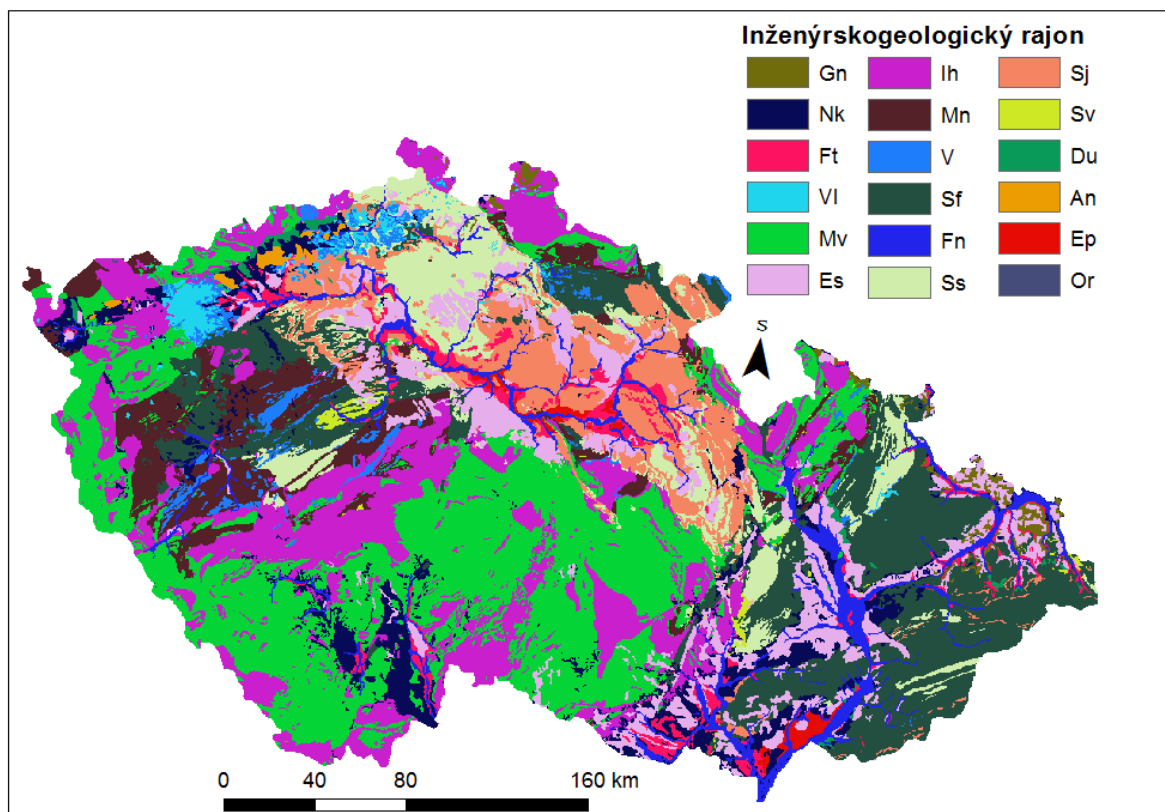 Inženýrskogeologický rajon
Gn Ih Sj
Nk Mn Sv
Ft V Du
Vl Sf An
Mv Fn Ep
Es Ss Or
S
0 40 80 160 km